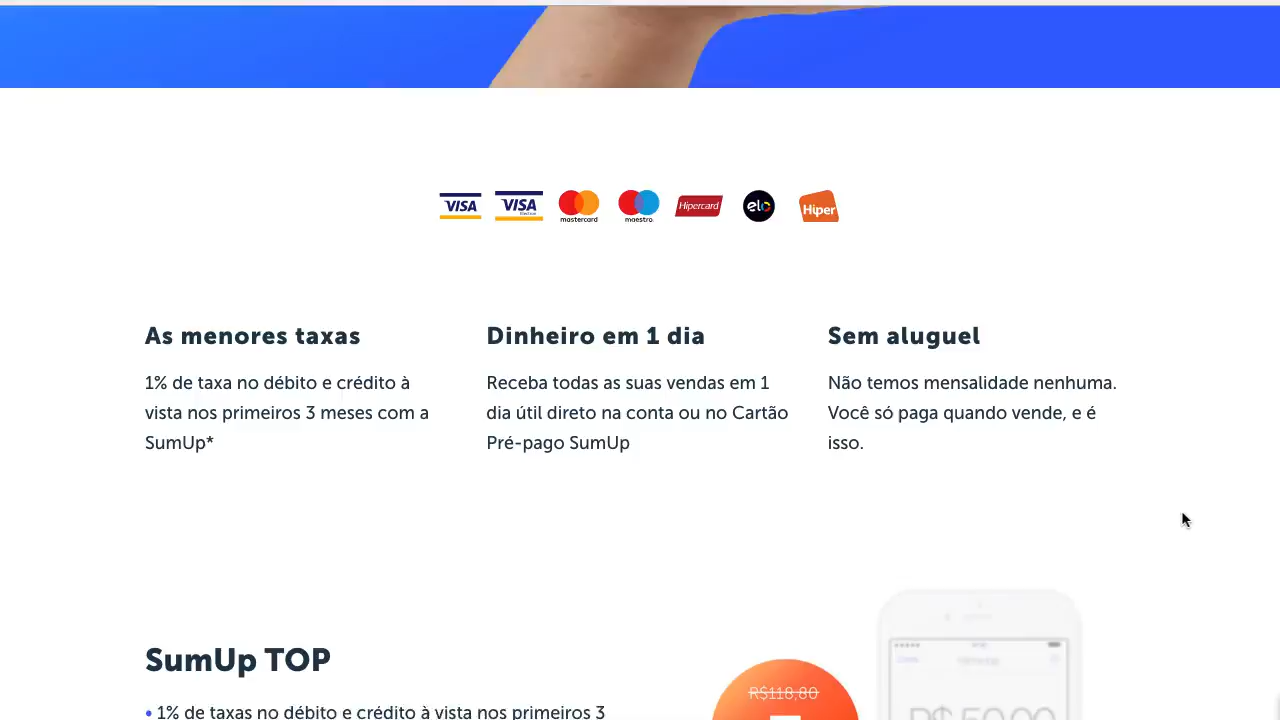 VISA VISA Electron mastercard maestro Hipercard elo Hiper
As menores taxas
1% de taxa no débito e crédito à
vista nos primeiros 3 meses com a
SumUp*
Dinheiro em 1 dia
Receba todas as suas vendas em 1
dia útil direto na conta ou no Cartão
Pré-pago SumUp
Sem aluguel
Não temos mensalidade nenhuma.
Você só paga quando vende, e é
isso.
SumUp TOP
• 1% de taxas no débito e crédito à vista nos primeiros 3
R$118,80
R$ 50,00